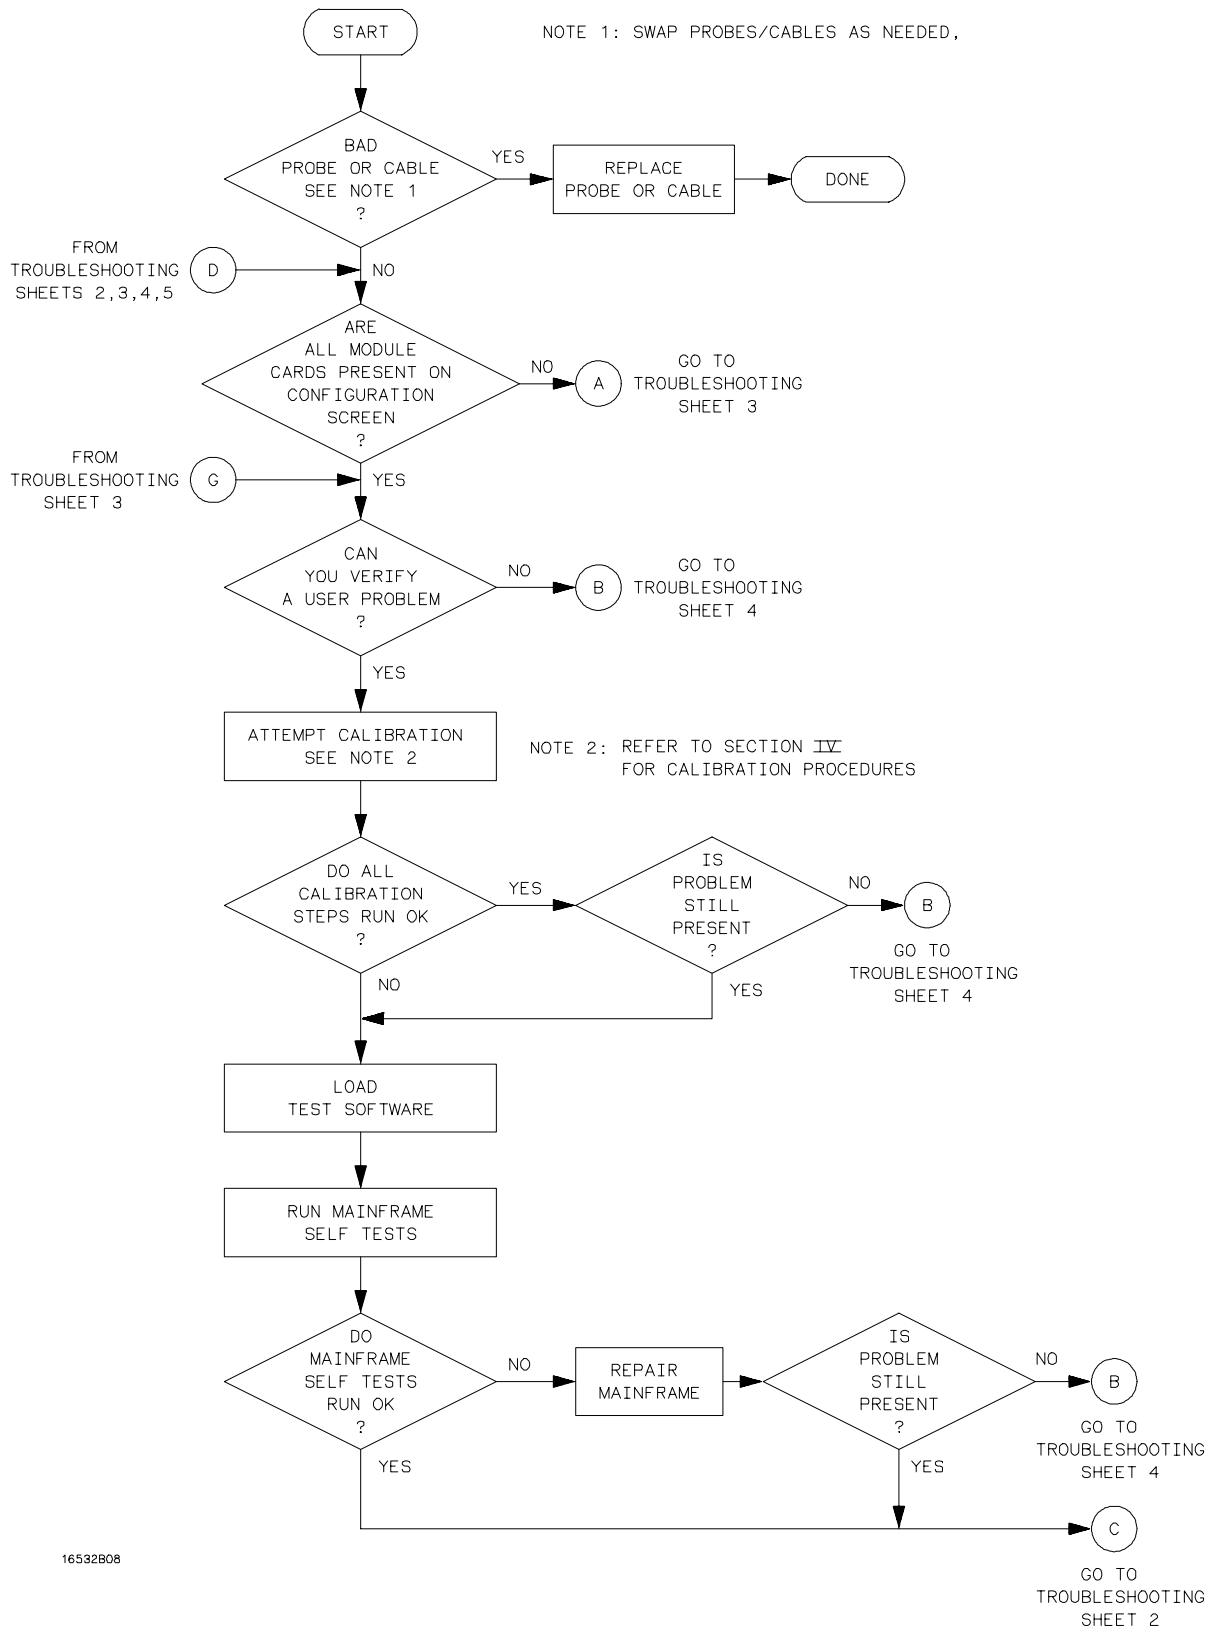 START
NOTE 1: SWAP PROBES/CABLES AS NEEDED,
BAD
PROBE OR CABLE
SEE NOTE 1
?
YES
REPLACE
PROBE OR CABLE
DONE
FROM
TROUBLESHOOTING
SHEETS 2,3,4,5
D
NO
ARE
ALL MODULE
CARDS PRESENT ON
CONFIGURATION
SCREEN
?
NO
A
GO TO
TROUBLESHOOTING
SHEET 3
FROM
TROUBLESHOOTING
SHEET 3
G
YES
CAN
YOU VERIFY
A USER PROBLEM
?
NO
B
GO TO
TROUBLESHOOTING
SHEET 4
YES
ATTEMPT CALIBRATION
SEE NOTE 2
NOTE 2: REFER TO SECTION IV
FOR CALIBRATION PROCEDURES
DO ALL
CALIBRATION
STEPS RUN OK
?
YES
IS
PROBLEM
STILL
PRESENT
?
NO
B
GO TO
TROUBLESHOOTING
SHEET 4
NO
YES
LOAD
TEST SOFTWARE
RUN MAINFRAME
SELF TESTS
DO
MAINFRAME
SELF TESTS
RUN OK
?
NO
REPAIR
MAINFRAME
IS
PROBLEM
STILL
PRESENT
?
NO
B
GO TO
TROUBLESHOOTING
SHEET 4
YES
YES
C
GO TO
TROUBLESHOOTING
SHEET 2
16532B08